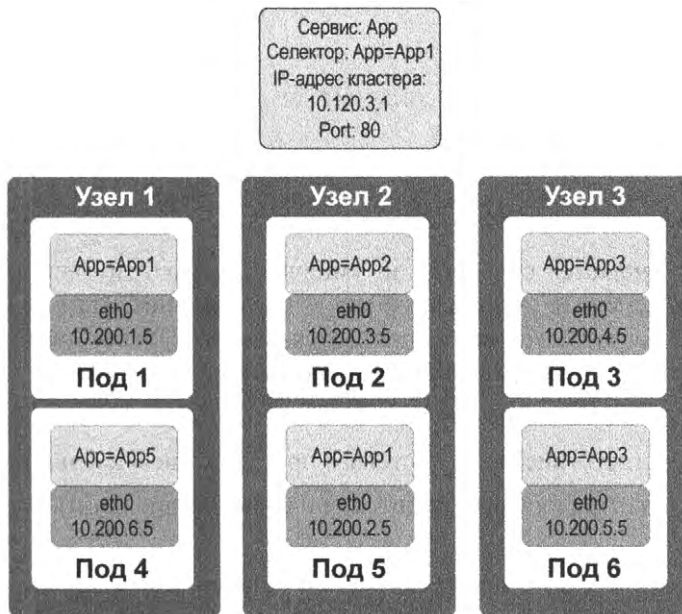 Сервис: App
Селектор: App=App1
IP-адрес кластера:
10.120.3.1
Port: 80
Узел 1
App=App1
eth0
10.200.1.5
Под 1
App=App5
eth0
10.200.6.5
Под 4
Узел 2
App=App2
eth0
10.200.3.5
Под 2
App=App1
eth0
10.200.2.5
Под 5
Узел 3
App=App3
eth0
10.200.4.5
Под 3
App=App3
eth0
10.200.5.5
Под 6